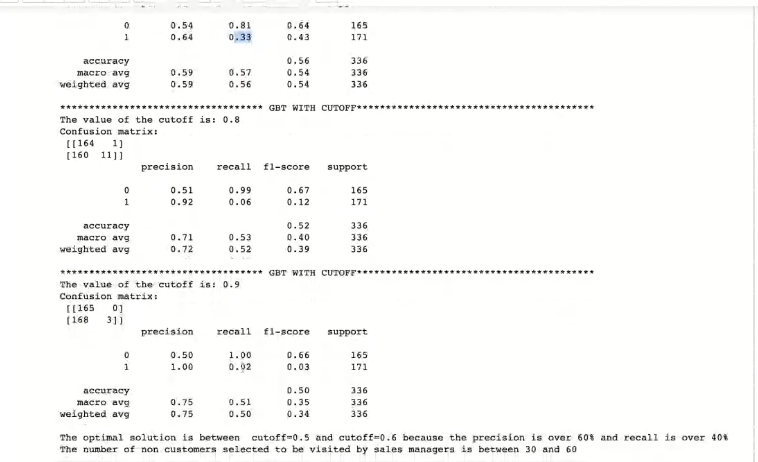 0 0.54 0.81 0.64 165
1 0.64 0.33 0.43 171
accuracy 0.56 336
macro avg 0.59 0.57 0.54 336
weighted avg 0.59 0.56 0.54 336
*********************************** GBT WITH CUTOFF*****************************************
The value of the cutoff is: 0.8
Confusion matrix:
[[164 1]
[160 11]]
precision recall f1-score support
0 0.51 0.99 0.67 165
1 0.92 0.06 0.12 171
accuracy 0.52 336
macro avg 0.71 0.53 0.40 336
weighted avg 0.72 0.52 0.39 336
*********************************** GBT WITH CUTOFF*****************************************
The value of the cutoff is: 0.9
Confusion matrix:
[[165 0]
[168 3]]
precision recall f1-score support
0 0.50 1.00 0.66 165
1 1.00 0.02 0.03 171
accuracy 0.50 336
macro avg 0.75 0.51 0.35 336
weighted avg 0.75 0.50 0.34 336
The optimal solution is between cutoff=0.5 and cutoff=0.6 because the precision is over 60% and recall is over 40%
The number of non customers selected to be visited by sales managers is between 30 and 60